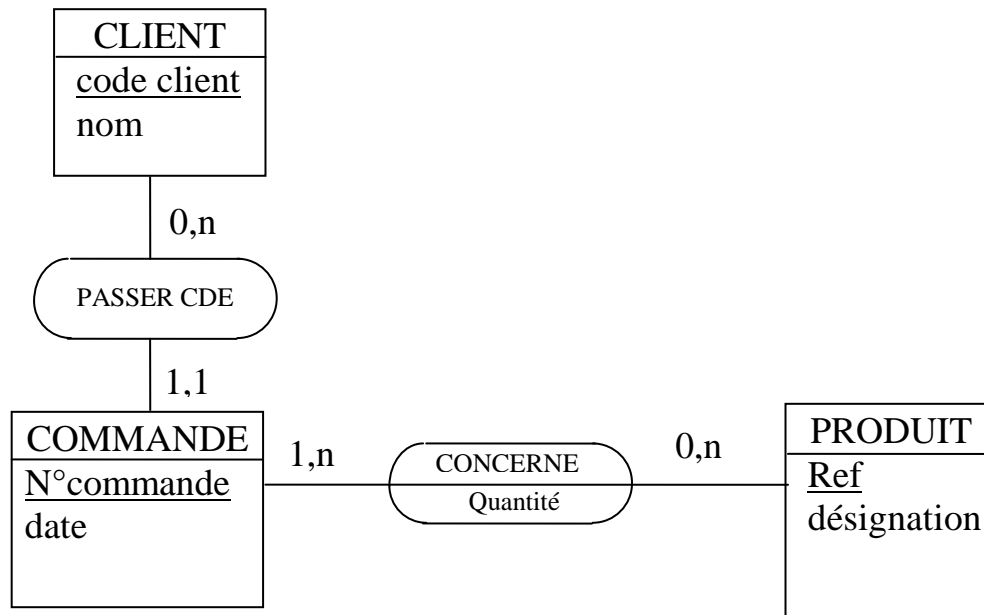 CLIENT
code client
nom
0,n
PASSER CDE
1,1
COMMANDE
N°commande
date
1,n
CONCERNE
Quantité
0,n
PRODUIT
Ref
désignation